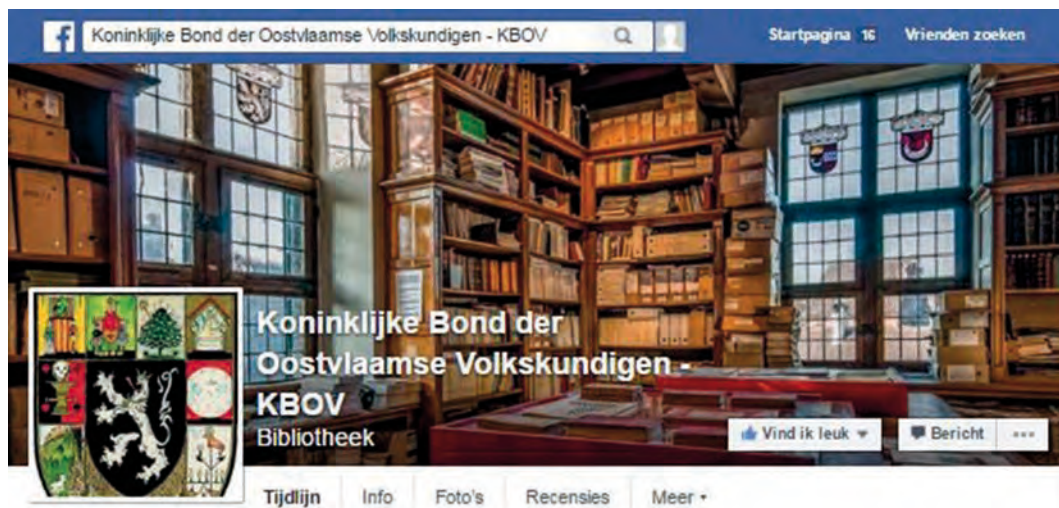 Koninklijke Bond der Oostvlaamse Volkskundigen - KBOV
Startpagina 16 Vrienden zoeken
Koninklijke Bond der
Oostvlaamse Volkskundigen -
KBOV
Bibliotheek
Vind ik leuk
Bericht
Tijdlijn Info Foto's Recensies Meer